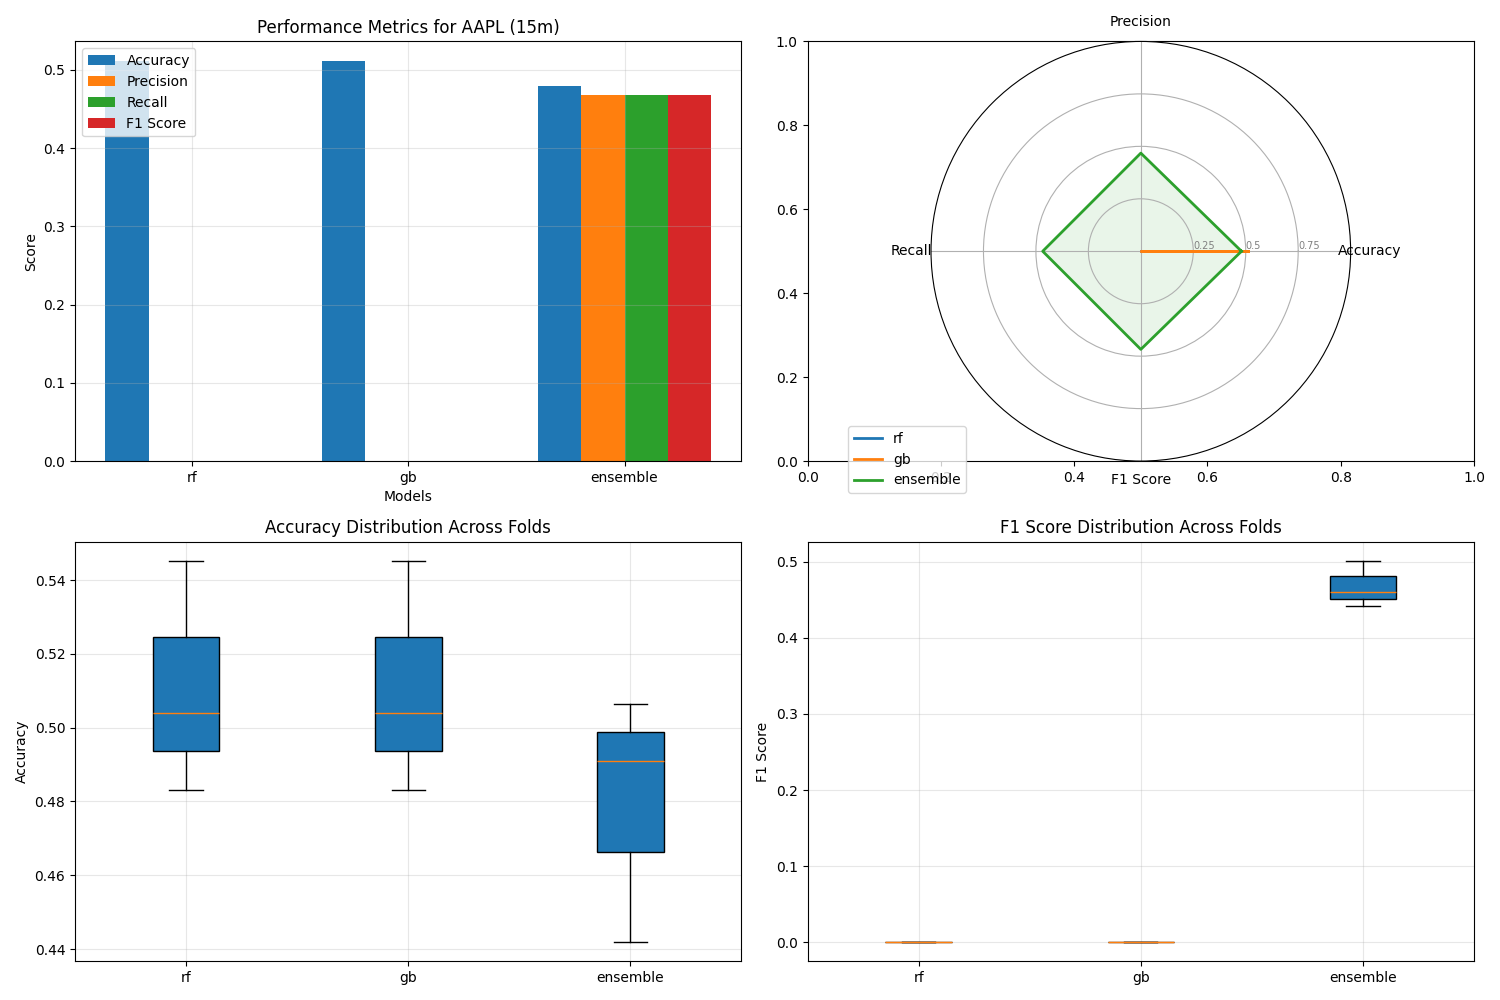 Performance Metrics for AAPL (15m)
Score
0.5
0.4
0.3
0.2
0.1
0.0
Accuracy
Precision
Recall
F1 Score
rf
gb
ensemble
Models
Precision
1.0
0.8
0.6
0.4
0.2
0.0
Recall
0.25
0.5
0.75
Accuracy
rf
gb
ensemble
0.0
0.2
0.4
F1 Score
0.6
0.8
1.0
Accuracy Distribution Across Folds
Accuracy
0.54
0.52
0.50
0.48
0.46
0.44
rf
gb
ensemble
F1 Score Distribution Across Folds
F1 Score
0.5
0.4
0.3
0.2
0.1
0.0
rf
gb
ensemble